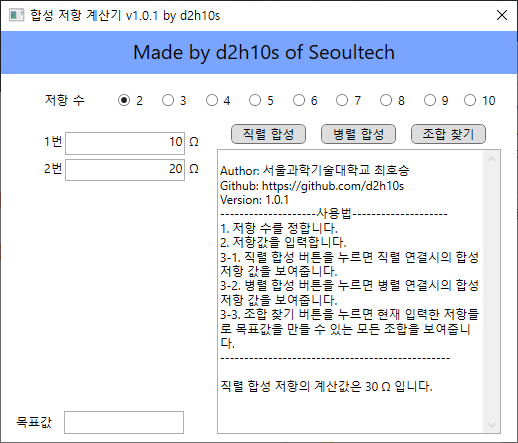 합성 저항 계산기 v1.0.1 by d2h10s
Made by d2h10s of Seoultech
저항 수 2 3 4 5 6 7 8 9 10
직렬 합성 병렬 합성 조합 찾기
1번 10 Ω
2번 20 Ω
Author: 서울과학기술대학교 최호승
Github: https://github.com/d2h10s
Version: 1.0.1
--------------------사용법--------------------
1. 저항 수를 정합니다.
2. 저항값을 입력합니다.
3-1. 직렬 합성 버튼을 누르면 직렬 연결시의 합성
저항 값을 보여줍니다.
3-2. 병렬 합성 버튼을 누르면 병렬 연결시의 합성
저항 값을 보여줍니다.
3-3. 조합 찾기 버튼을 누르면 현재 입력한 저항들
로 목표값을 만들 수 있는 모든 조합을 보여줍니
다.
------------------------------------------------
직렬 합성 저항의 계산값은 30 Ω 입니다.
목표값